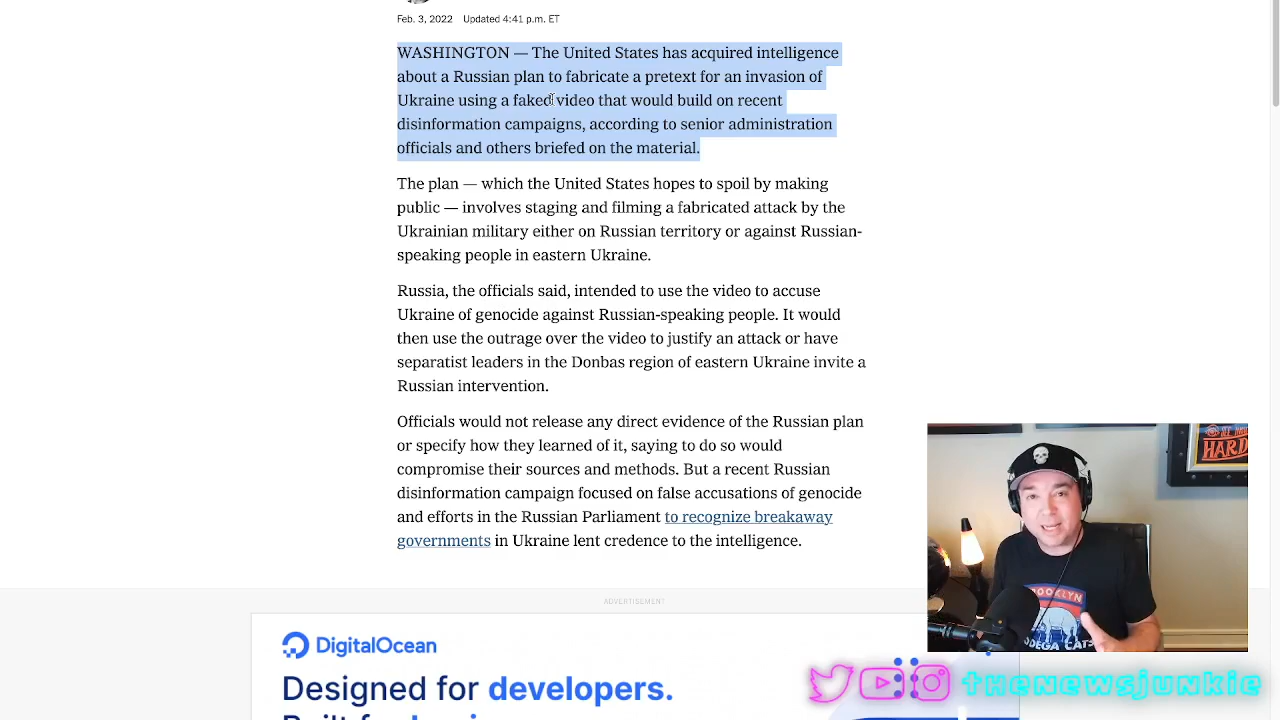 Feb. 3, 2022 Updated 4:41 p.m. ET
WASHINGTON — The United States has acquired intelligence
about a Russian plan to fabricate a pretext for an invasion of
Ukraine using a faked video that would build on recent
disinformation campaigns, according to senior administration
officials and others briefed on the material.
The plan — which the United States hopes to spoil by making
public — involves staging and filming a fabricated attack by the
Ukrainian military either on Russian territory or against Russian-
speaking people in eastern Ukraine.
Russia, the officials said, intended to use the video to accuse
Ukraine of genocide against Russian-speaking people. It would
then use the outrage over the video to justify an attack or have
separatist leaders in the Donbas region of eastern Ukraine invite a
Russian intervention.
Officials would not release any direct evidence of the Russian plan
or specify how they learned of it, saying to do so would
compromise their sources and methods. But a recent Russian
disinformation campaign focused on false accusations of genocide
and efforts in the Russian Parliament to recognize breakaway
governments in Ukraine lent credence to the intelligence.
HARD
ROOKLYN
DEGA CATS
ADVERTISEMENT
DigitalOcean
Designed for developers.
thenewsjunkie